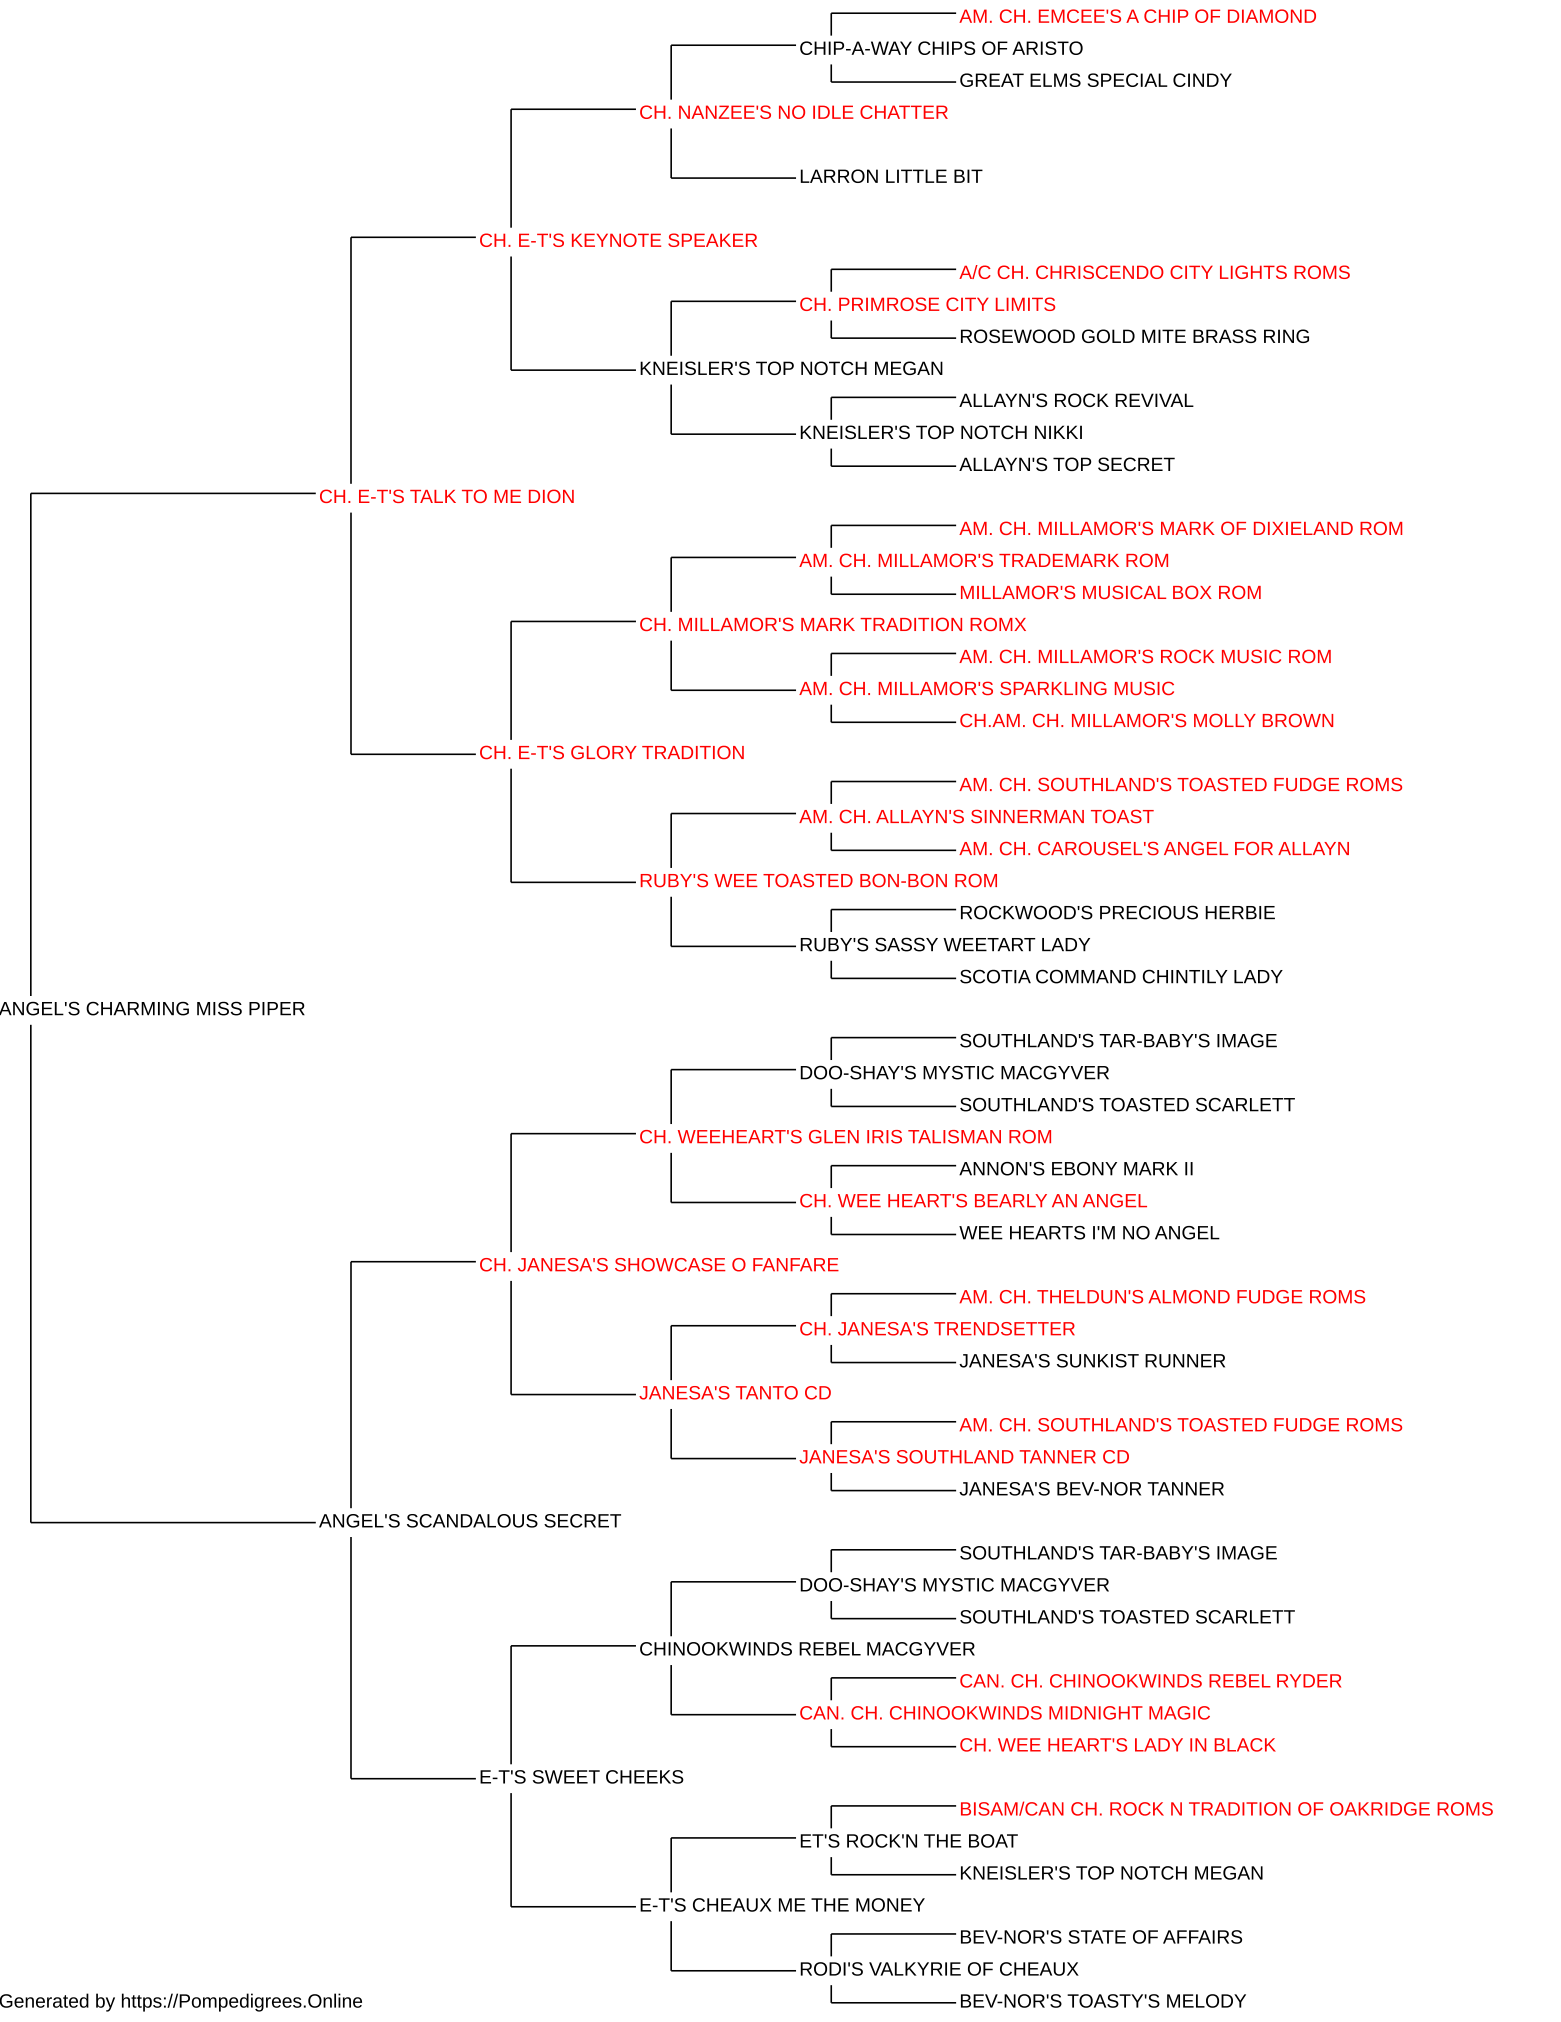 AM. CH. EMCEE'S A CHIP OF DIAMOND
CHIP-A-WAY CHIPS OF ARISTO
GREAT ELMS SPECIAL CINDY
CH. NANZEE'S NO IDLE CHATTER
LARRON LITTLE BIT
CH. E-T'S KEYNOTE SPEAKER
A/C CH. CHRISCENDO CITY LIGHTS ROMS
CH. PRIMROSE CITY LIMITS
ROSEWOOD GOLD MITE BRASS RING
KNEISLER'S TOP NOTCH MEGAN
ALLAYN'S ROCK REVIVAL
KNEISLER'S TOP NOTCH NIKKI
ALLAYN'S TOP SECRET
CH. E-T'S TALK TO ME DION
AM. CH. MILLAMOR'S MARK OF DIXIELAND ROM
AM. CH. MILLAMOR'S TRADEMARK ROM
MILLAMOR'S MUSICAL BOX ROM
CH. MILLAMOR'S MARK TRADITION ROMX
AM. CH. MILLAMOR'S ROCK MUSIC ROM
AM. CH. MILLAMOR'S SPARKLING MUSIC
CH.AM. CH. MILLAMOR'S MOLLY BROWN
CH. E-T'S GLORY TRADITION
AM. CH. SOUTHLAND'S TOASTED FUDGE ROMS
AM. CH. ALLAYN'S SINNERMAN TOAST
AM. CH. CAROUSEL'S ANGEL FOR ALLAYN
RUBY'S WEE TOASTED BON-BON ROM
ROCKWOOD'S PRECIOUS HERBIE
RUBY'S SASSY WEETART LADY
SCOTIA COMMAND CHINTILY LADY
ANGEL'S CHARMING MISS PIPER
SOUTHLAND'S TAR-BABY'S IMAGE
DOO-SHAY'S MYSTIC MACGYVER
SOUTHLAND'S TOASTED SCARLETT
CH. WEEHEART'S GLEN IRIS TALISMAN ROM
ANNON'S EBONY MARK II
CH. WEE HEART'S BEARLY AN ANGEL
WEE HEARTS I'M NO ANGEL
CH. JANESA'S SHOWCASE O FANFARE
AM. CH. THELDUN'S ALMOND FUDGE ROMS
CH. JANESA'S TRENDSETTER
JANESA'S SUNKIST RUNNER
JANESA'S TANTO CD
AM. CH. SOUTHLAND'S TOASTED FUDGE ROMS
JANESA'S SOUTHLAND TANNER CD
JANESA'S BEV-NOR TANNER
ANGEL'S SCANDALOUS SECRET
SOUTHLAND'S TAR-BABY'S IMAGE
DOO-SHAY'S MYSTIC MACGYVER
SOUTHLAND'S TOASTED SCARLETT
CHINOOKWINDS REBEL MACGYVER
CAN. CH. CHINOOKWINDS REBEL RYDER
CAN. CH. CHINOOKWINDS MIDNIGHT MAGIC
CH. WEE HEART'S LADY IN BLACK
E-T'S SWEET CHEEKS
BISAM/CAN CH. ROCK N TRADITION OF OAKRIDGE ROMS
ET'S ROCK'N THE BOAT
KNEISLER'S TOP NOTCH MEGAN
E-T'S CHEAUX ME THE MONEY
BEV-NOR'S STATE OF AFFAIRS
RODI'S VALKYRIE OF CHEAUX
BEV-NOR'S TOASTY'S MELODY
Generated by https://Pompedigrees.Online